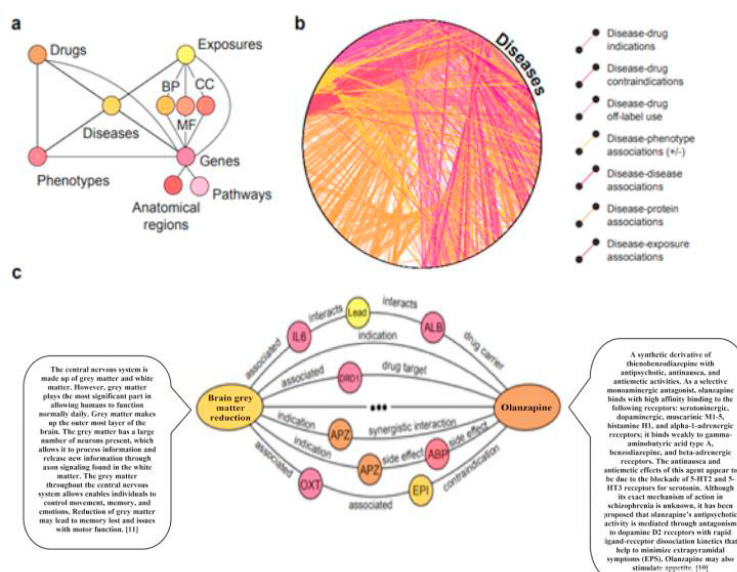 a
Drugs
Exposures
BP
CC
MF
Diseases
Genes
Phenotypes
Pathways
Anatomical
regions
b
Diseases
Disease-drug
indications
Disease-drug
contraindications
Disease-drug
off-label use
Disease-phenotype
associations (+/-)
Disease-disease
associations
Disease-protein
associations
Disease-exposure
associations
c
The central nervous system is
made up of grey matter and white
matter. However, grey matter
plays the most significant part in
allowing humans to function
normally daily. Grey matter makes
up the outer most layer of the
brain. The grey matter has a large
number of neurons present, which
allows it to process information and
release new information through
axon signaling found in the white
matter. The grey matter
throughout the central nervous
system allows enables individuals to
control movement, memory, and
emotions. Reduction of grey matter
may lead to memory lost and issues
with motor function. [11]
Brain grey
matter
reduction
associated
IL6
interacts
Lead
interacts
ALB
drug carrier
indication
associated
DRD1
drug target
indication
APZ
synergistic interaction
indication
APZ
side effect
ABP
side effect
associated
OXT
associated
EPI
contraindication
Olanzapine
A synthetic derivative of
thienobenzodiazepine with
antipsychotic, antinausea, and
antiemetic activities. As a selective
monoaminergic antagonist, olanzapine
binds with high affinity binding to
the following receptors: serotoninergic,
dopaminergic, muscarinic M1-5,
histamine H1, and alpha-1-adrenergic
receptors; it binds weakly to gamma-
aminobutyric acid type A,
benzodiazepine, and beta-adrenergic
receptors. The antinausea and
antiemetic effects of this agent appear to
be due to the blockade of 5-HT2 and 5-
HT3 receptors for serotonin. Although
its exact mechanism of action in
schizophrenia is unknown, it has been
proposed that olanzapine's antipsychotic
activity is mediated through antagonism
to dopamine D2 receptors with rapid
ligand-receptor dissociation kinetics that
help to minimize extrapyramidal
symptoms (EPS). Olanzapine may also
stimulate appetite. [10]